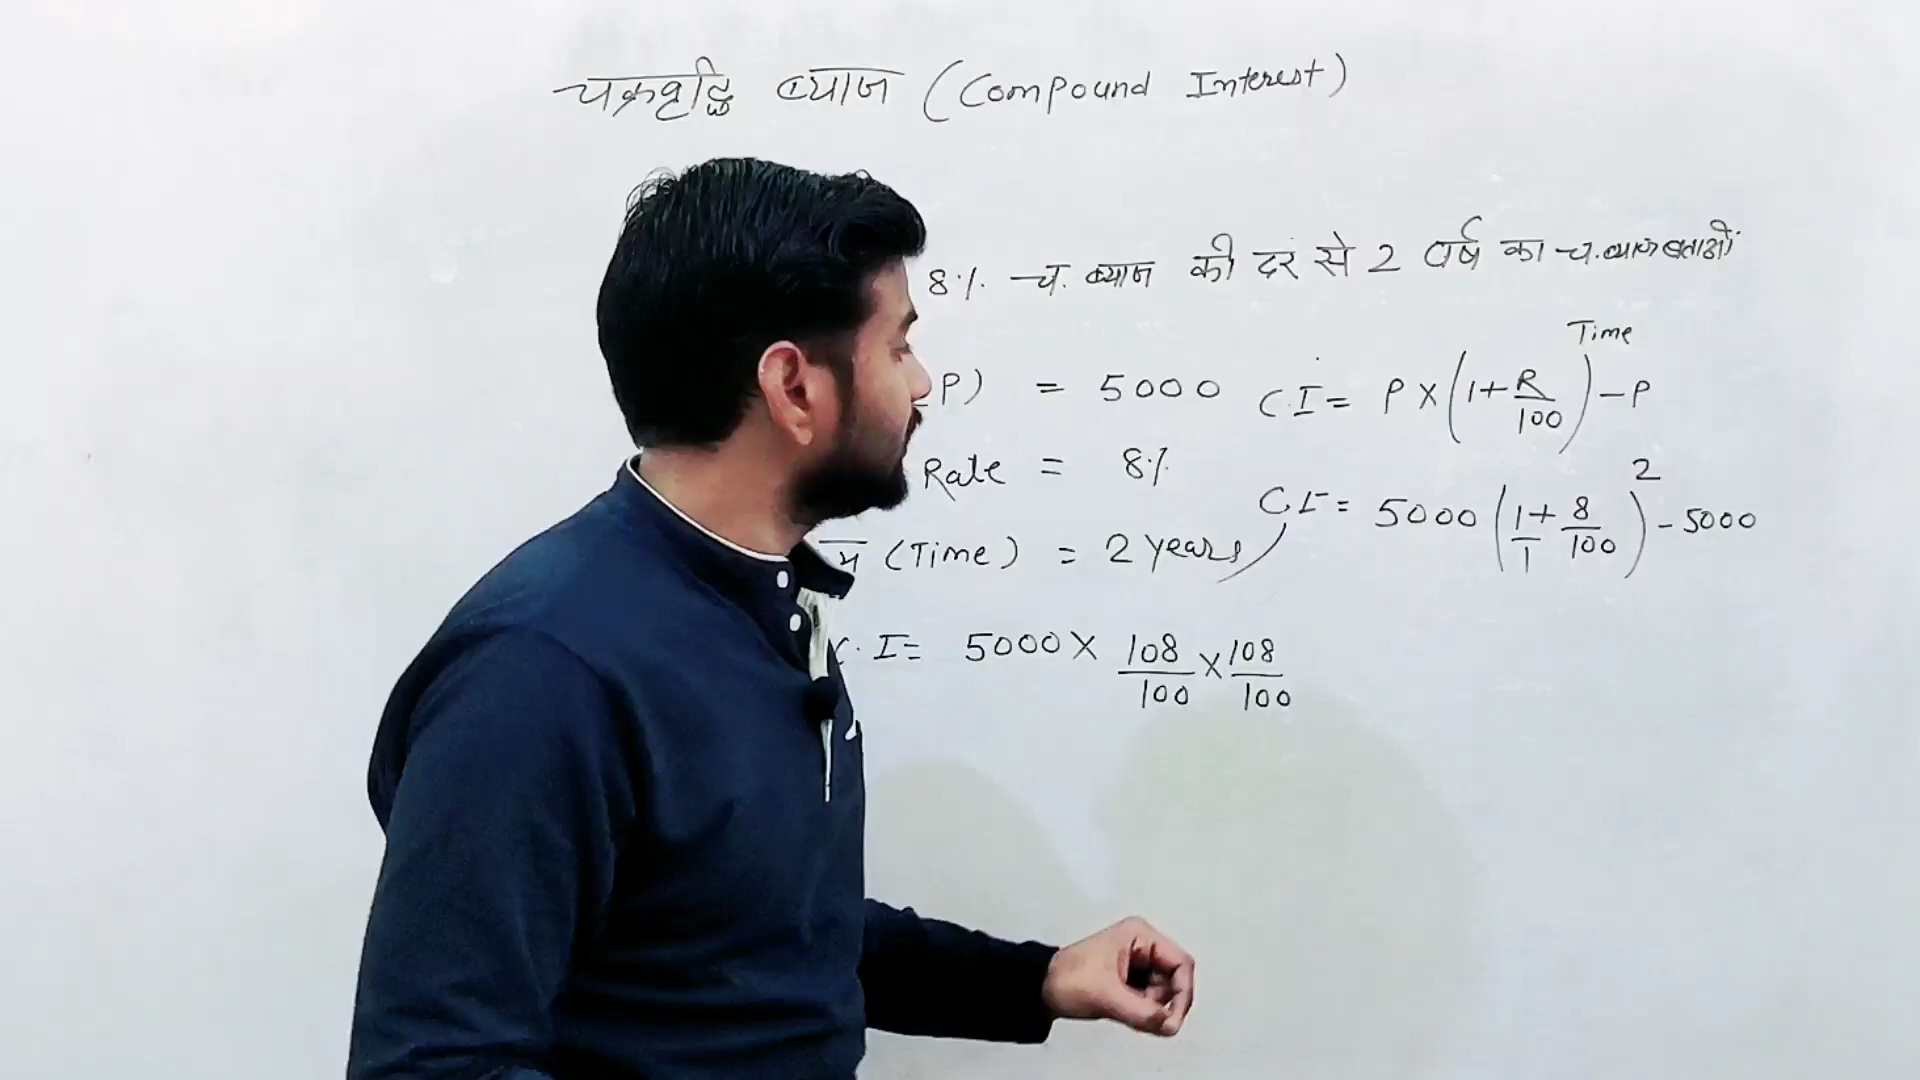 चक्रवृद्धि ब्याज (Compound Interest)
8% च. ब्याज की दर से 2 वर्ष का च. ब्याज बताओं
P) = 5000
Rate = 8%
(Time) = 2 years
C.I = P × (1 + R/100)^Time – P
C.I = 5000 (1/1 + 8/100)^2 – 5000
C.I = 5000 × 108/100 × 108/100